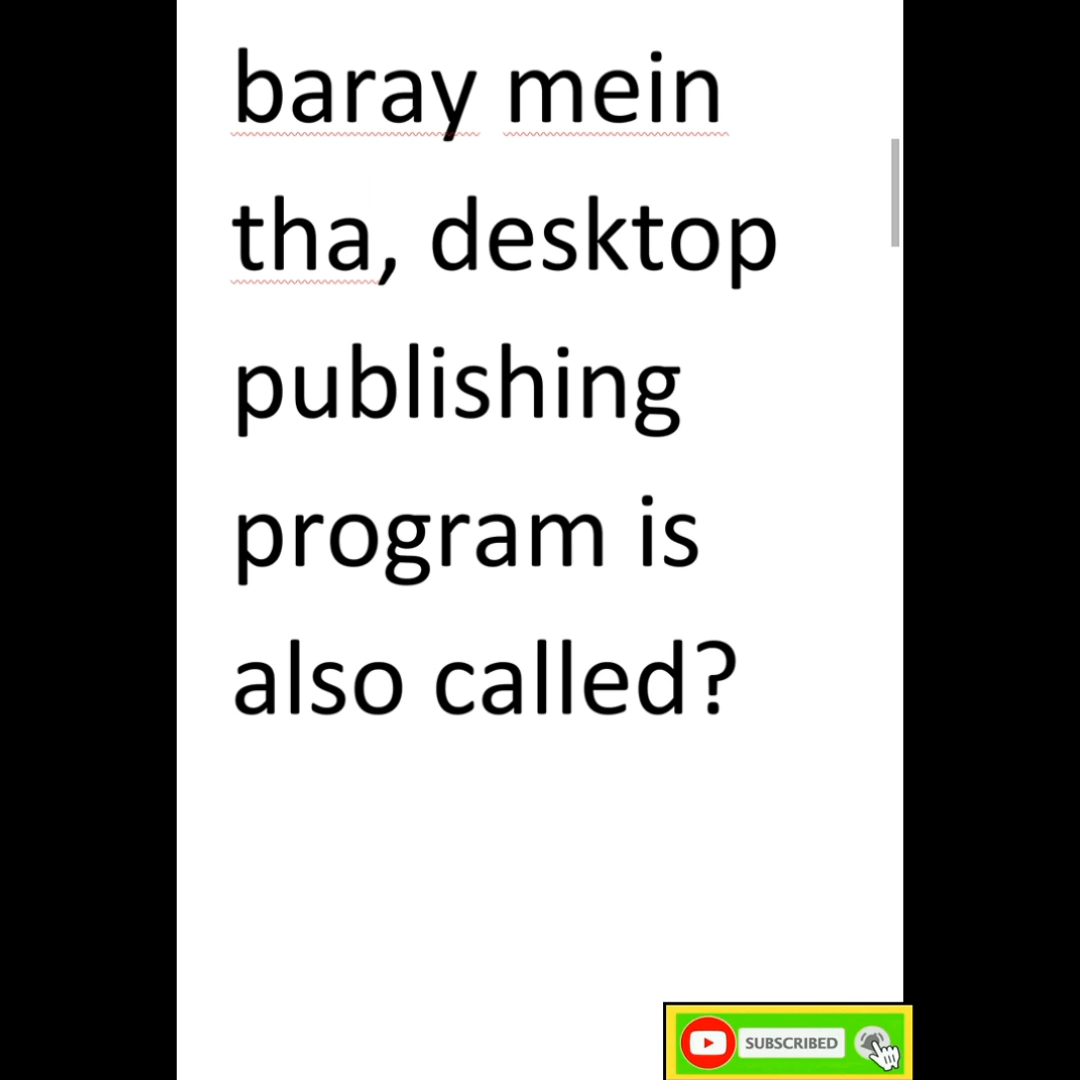 baray mein
tha, desktop
publishing
program is
also called?
SUBSCRIBED